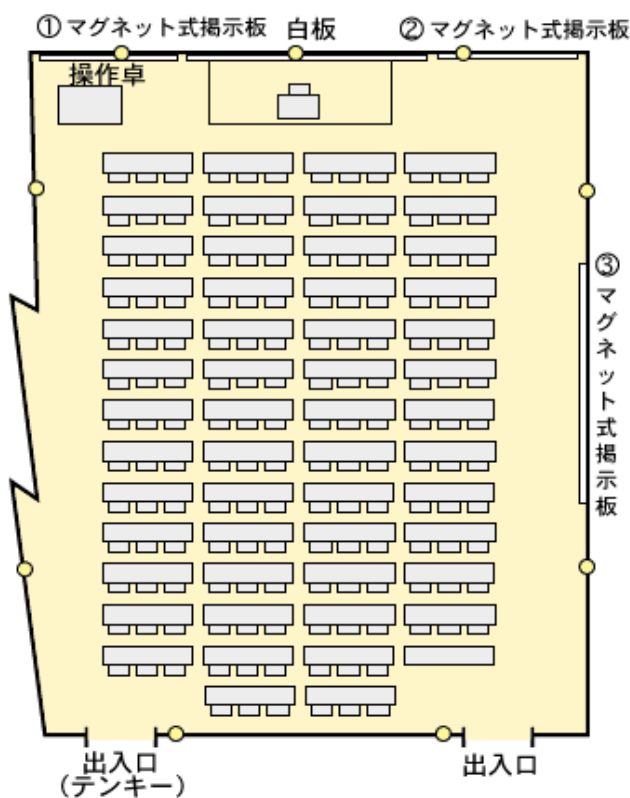 ① マグネット式掲示板
白板
② マグネット式掲示板
操作卓
③マグネット式掲示板
出入口
(テンキー)
出入口